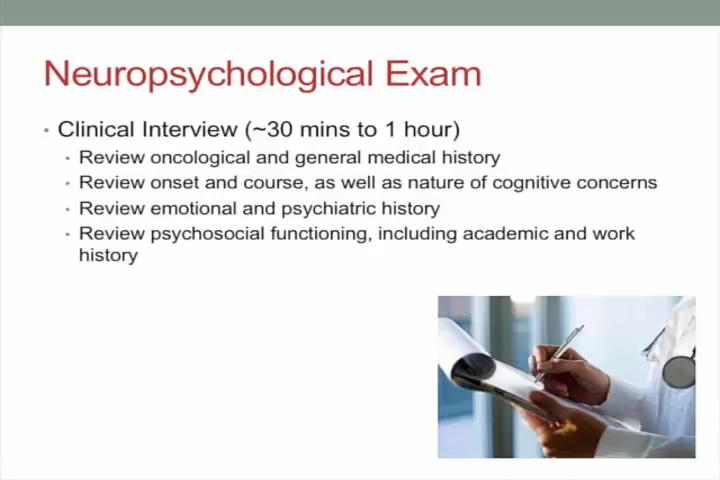 Neuropsychological Exam
• Clinical Interview (~30 mins to 1 hour)
• Review oncological and general medical history
• Review onset and course, as well as nature of cognitive concerns
• Review emotional and psychiatric history
• Review psychosocial functioning, including academic and work
history